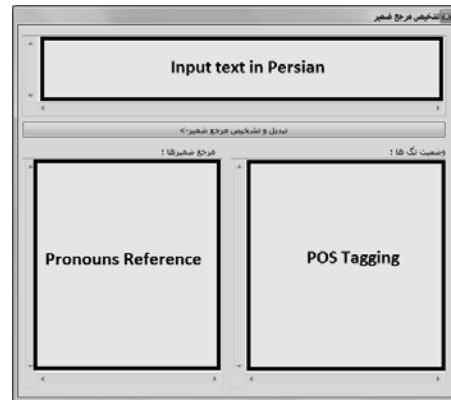 تشخیص مرجع ضمیر
Input text in Persian
تبدیل و تشخیص مرجع ضمیر->
وضعیت تگ ها :
مرجع ضمیرها :
POS Tagging
Pronouns Reference